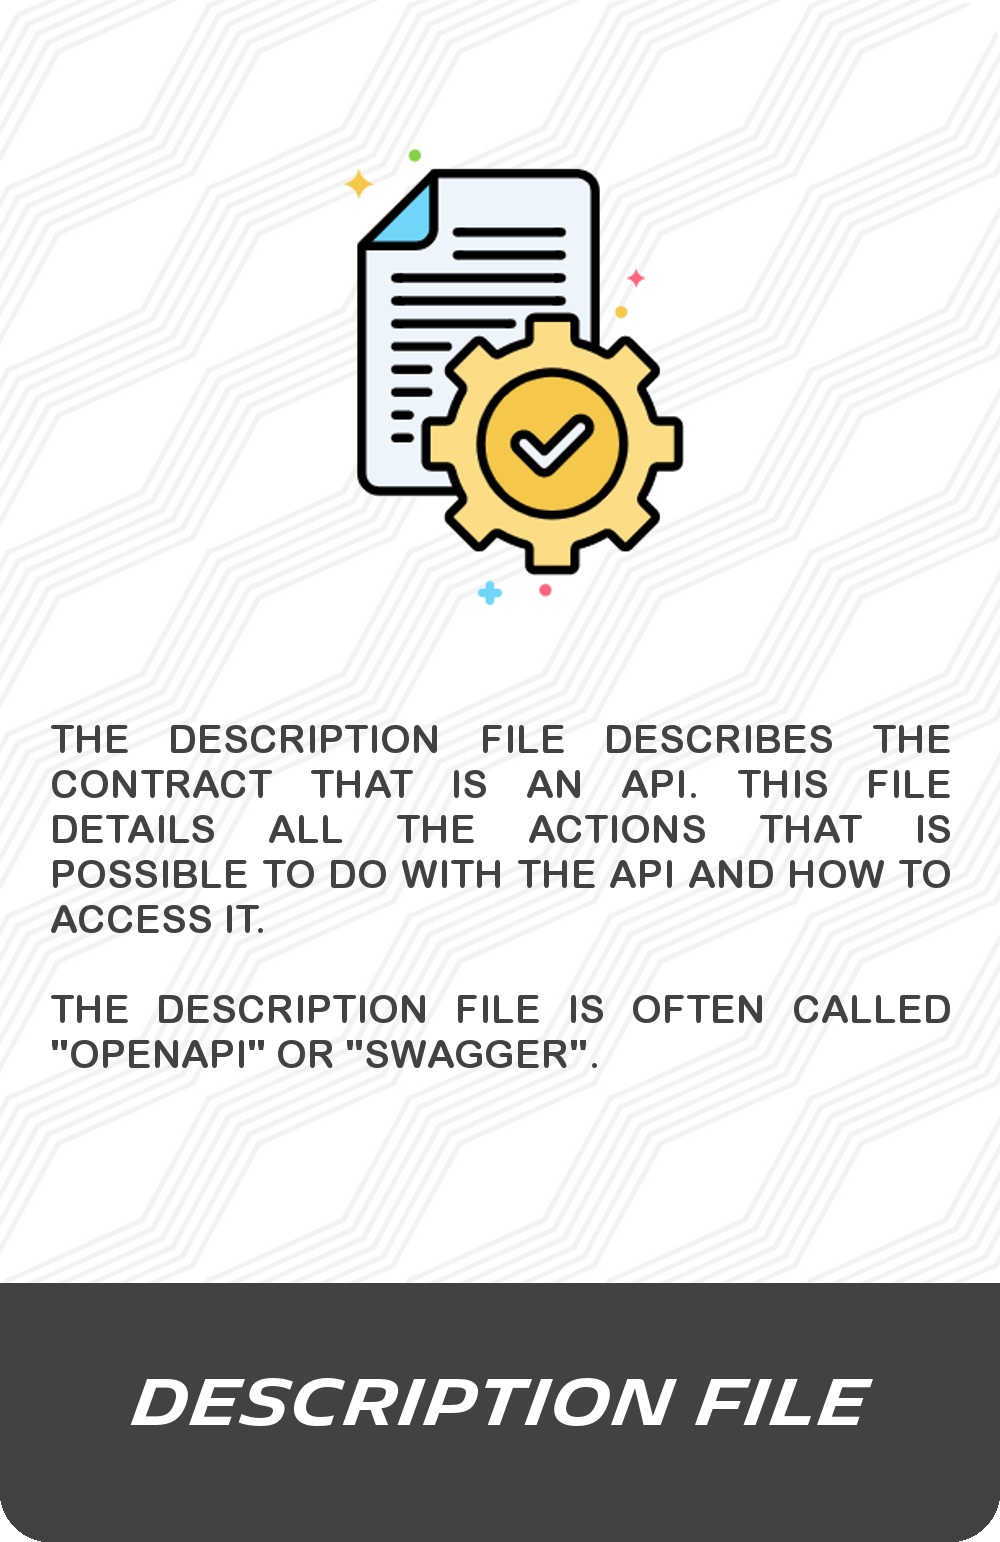 THE DESCRIPTION FILE DESCRIBES THE
CONTRACT THAT IS AN API. THIS FILE
DETAILS ALL THE ACTIONS THAT IS
POSSIBLE TO DO WITH THE API AND HOW TO
ACCESS IT.
THE DESCRIPTION FILE IS OFTEN CALLED
"OPENAPI" OR "SWAGGER".
DESCRIPTION FILE